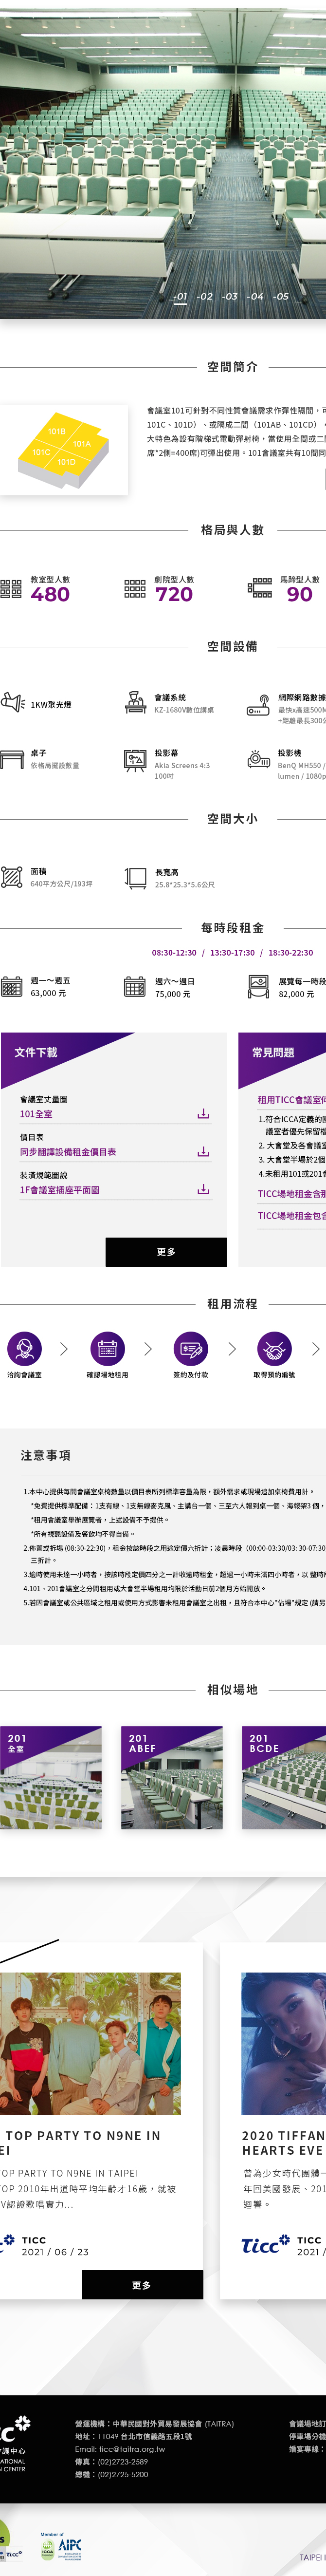 -01 -02 -03 -04 -05
空間簡介
101B
101A
101C
101D
會議室101可針對不同性質會議需求作彈性隔間，可
101C、101D）、或隔成二間（101AB、101CD），
大特色為設有階梯式電動彈射椅，當使用全間或二間
席*2側=400席)可彈出使用。101會議室共有10間同
格局與人數
教室型人數
480
劇院型人數
720
馬蹄型人數
90
空間設備
1KW聚光燈
會議系統
KZ-1680V數位講桌
網際網路數據
最快x高速500M
+距離最長300公
桌子
依格局擺設數量
投影幕
Akia Screens 4:3
100吋
投影機
BenQ MH550 /
lumen / 1080p
空間大小
面積
640平方公尺/193坪
長寬高
25.8*25.3*5.6公尺
每時段租金
08:30-12:30 / 13:30-17:30 / 18:30-22:30
週一～週五
63,000 元
週六～週日
75,000 元
展覽每一時段
82,000 元
文件下載
會議室丈量圖
101全室
價目表
同步翻譯設備租金價目表
裝潢規範圖說
1F會議室插座平面圖
更多
常見問題
租用TICC會議室何
1.符合ICCA定義的國
議室者優先保留檔
2. 大會堂及各會議室
3. 大會堂半場於2個
4.未租用101或201會
TICC場地租金含那
TICC場地租金包含
租用流程
洽詢會議室
確認場地租用
簽約及付款
取得預約編號
注意事項
1.本中心提供每間會議室桌椅數量以價目表所列標準容量為限，額外需求或現場追加桌椅費用計。
*免費提供標準配備：1支有線、1支無線麥克風、主講台一個、三至六人報到桌一個、海報架3 個，
*租用會議室舉辦展覽者，上述設備不予提供。
*所有視聽設備及餐飲均不得自備。
2.佈置或拆場 (08:30-22:30)，租金按該時段之用途定價六折計；凌晨時段（00:00-03:30/03: 30-07:30
三折計。
3.逾時使用未達一小時者，按該時段定價四分之一計收逾時租金，超過一小時未滿四小時者，以 整時
4.101、201會議室之分間租用或大會堂半場租用均限於活動日前2個月方始開放。
5.若因會議室或公共區域之租用或使用方式影響未租用會議室之出租，且符合本中心"佔場"規定 (請另
相似場地
201
全室
201
ABEF
201
BCDE
TOP PARTY TO N9NE IN
EI
TOP PARTY TO N9NE IN TAIPEI
TOP 2010年出道時平均年齡才16歲，就被
V認證歌唱實力...
TICC
2021 / 06 / 23
更多
2020 TIFFAN
HEARTS EVE
曾為少女時代團體一
年回美國發展、201
迴響。
Ticc
TICC
2021 /
會議中心
NATIONAL
N CENTER
營運機構：中華民國對外貿易發展協會 (TAITRA)
地址：11049 台北市信義路五段1號
Email: ticc@taitra.org.tw
傳真：(02)2723-2589
總機：(02)2725-5200
會議場地訂
停車場分機
婚宴專線：
Member of
ICCA
AIPC
TAIPEI I